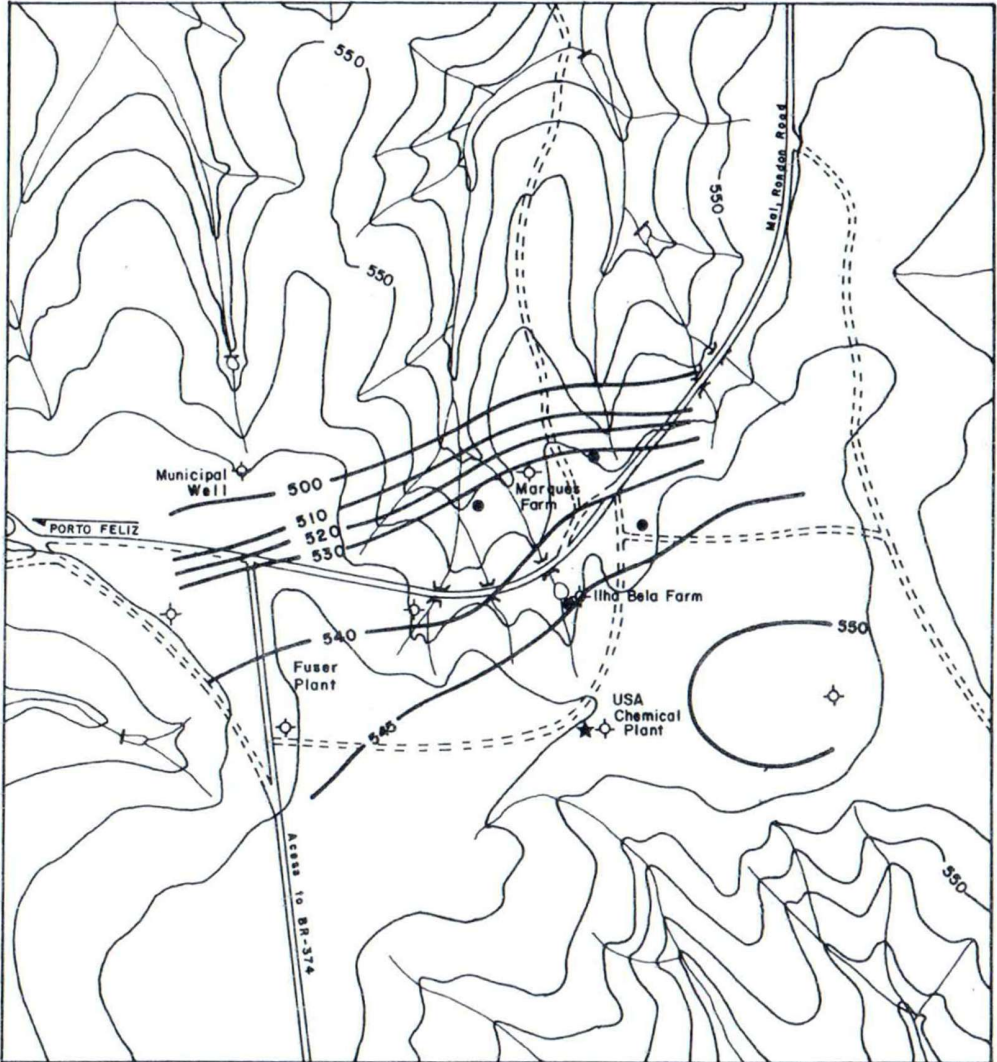 550
Mal. Rondon Road
550
550
Municipal
Well
500
Marques
Farm
510
520
530
PORTO FELIZ
Ilha Bela Farm
540
550
Fuser
Plant
USA
Chemical
Plant
545
Acess to BR-374
550